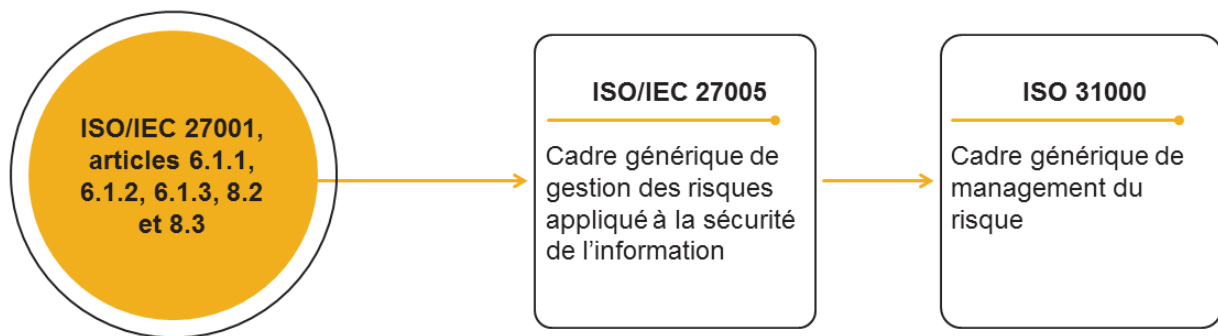 ISO/IEC 27001,
articles 6.1.1,
6.1.2, 6.1.3, 8.2
et 8.3
ISO/IEC 27005
Cadre générique de
gestion des risques
appliqué à la sécurité
de l’information
ISO 31000
Cadre générique de
management du
risque